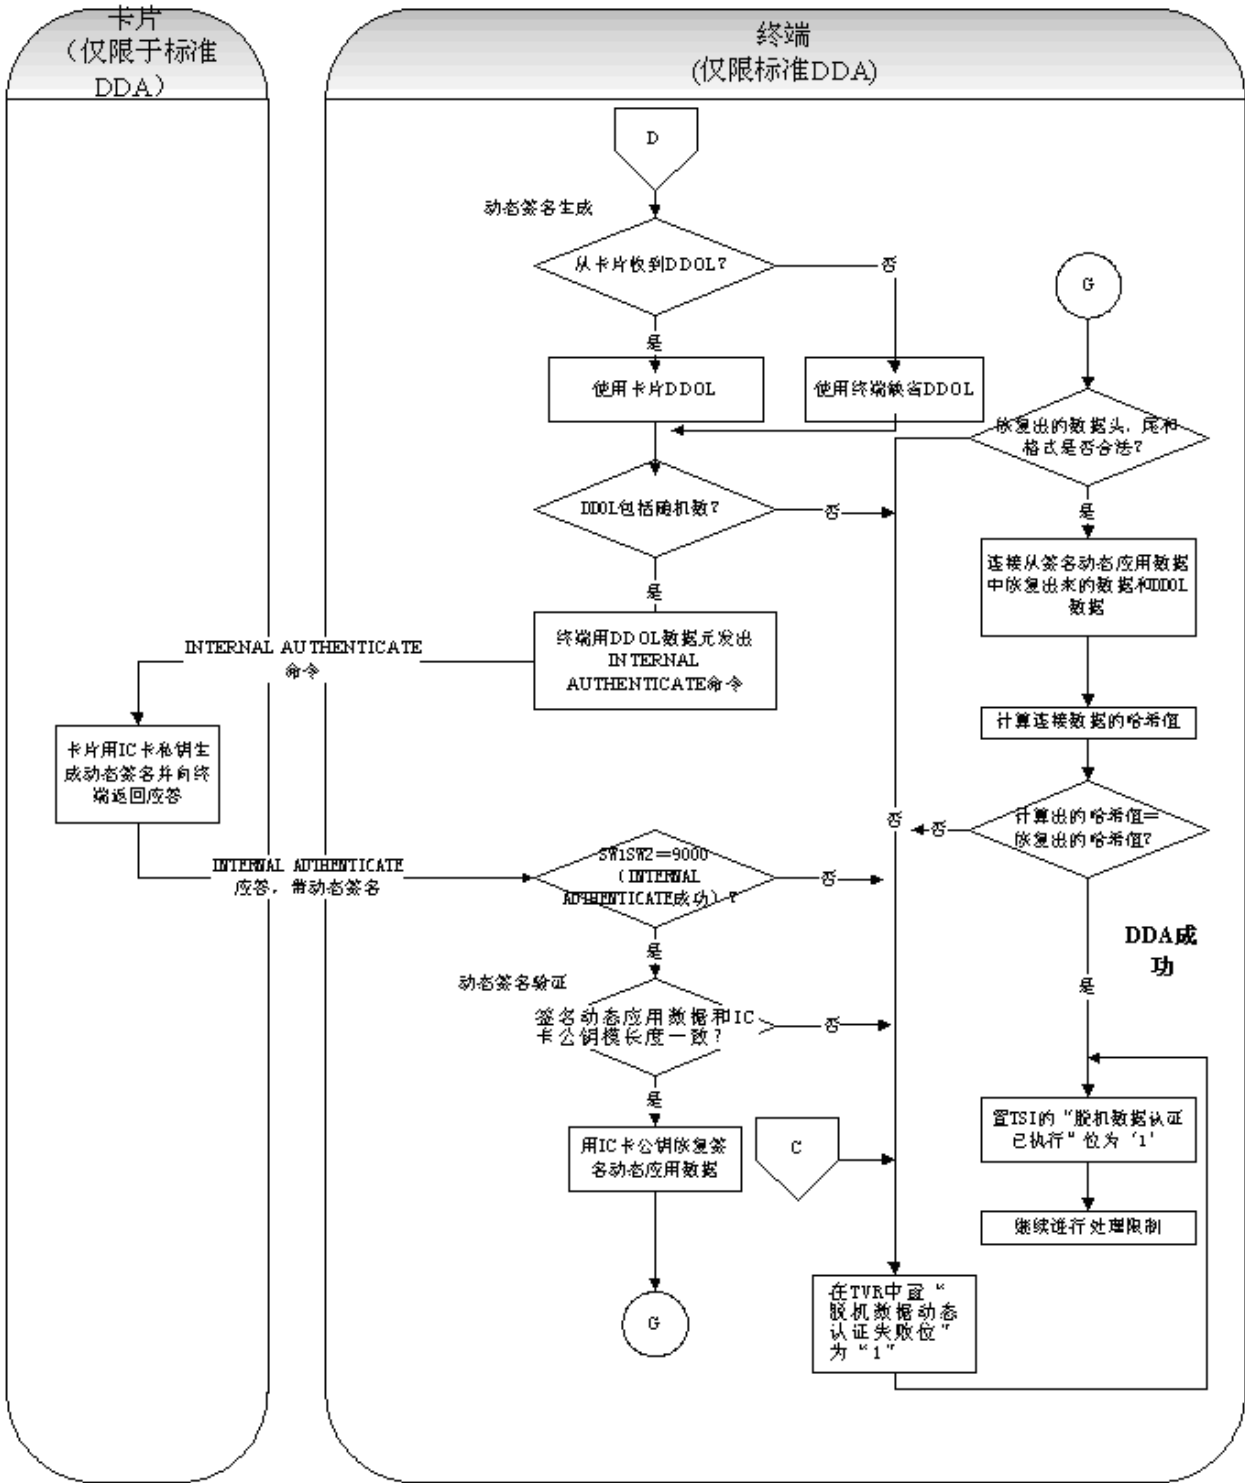 卡片
（仅限于标准
DDA）
终端
(仅限标准DDA)
D
动态签名生成
从卡片收到DDOL？
否
是
使用卡片DDOL
使用终端缺省DDOL
DDOL包括随机数？
否
是
终端用DDOL数据元发出
INTERNAL
AUTHENTICATE命令
INTERNAL AUTHENTICATE
命令
卡片用IC卡私钥生
成动态签名并向终
端返回应答
INTERNAL AUTHENTICATE
应答，带动态签名
SW1SW2＝9000
（INTERNAL
AUTHENTICATE成功）？
否
是
动态签名验证
签名动态应用数据和IC
卡公钥模长度一致？
否
是
用IC卡公钥恢复签
名动态应用数据
G
C
G
恢复出的数据头，尾和
格式是否合法？
否
是
连接从签名动态应用数据
中恢复出来的数据和DDOL
数据
计算连接数据的哈希值
计算出的哈希值＝
恢复出的哈希值？
否
DDA成
功
是
置TSI的“脱机数据认证
已执行”位为‘1’
继续进行处理限制
在TVR中置“
脱机数据动态
认证失败位”
为“1”